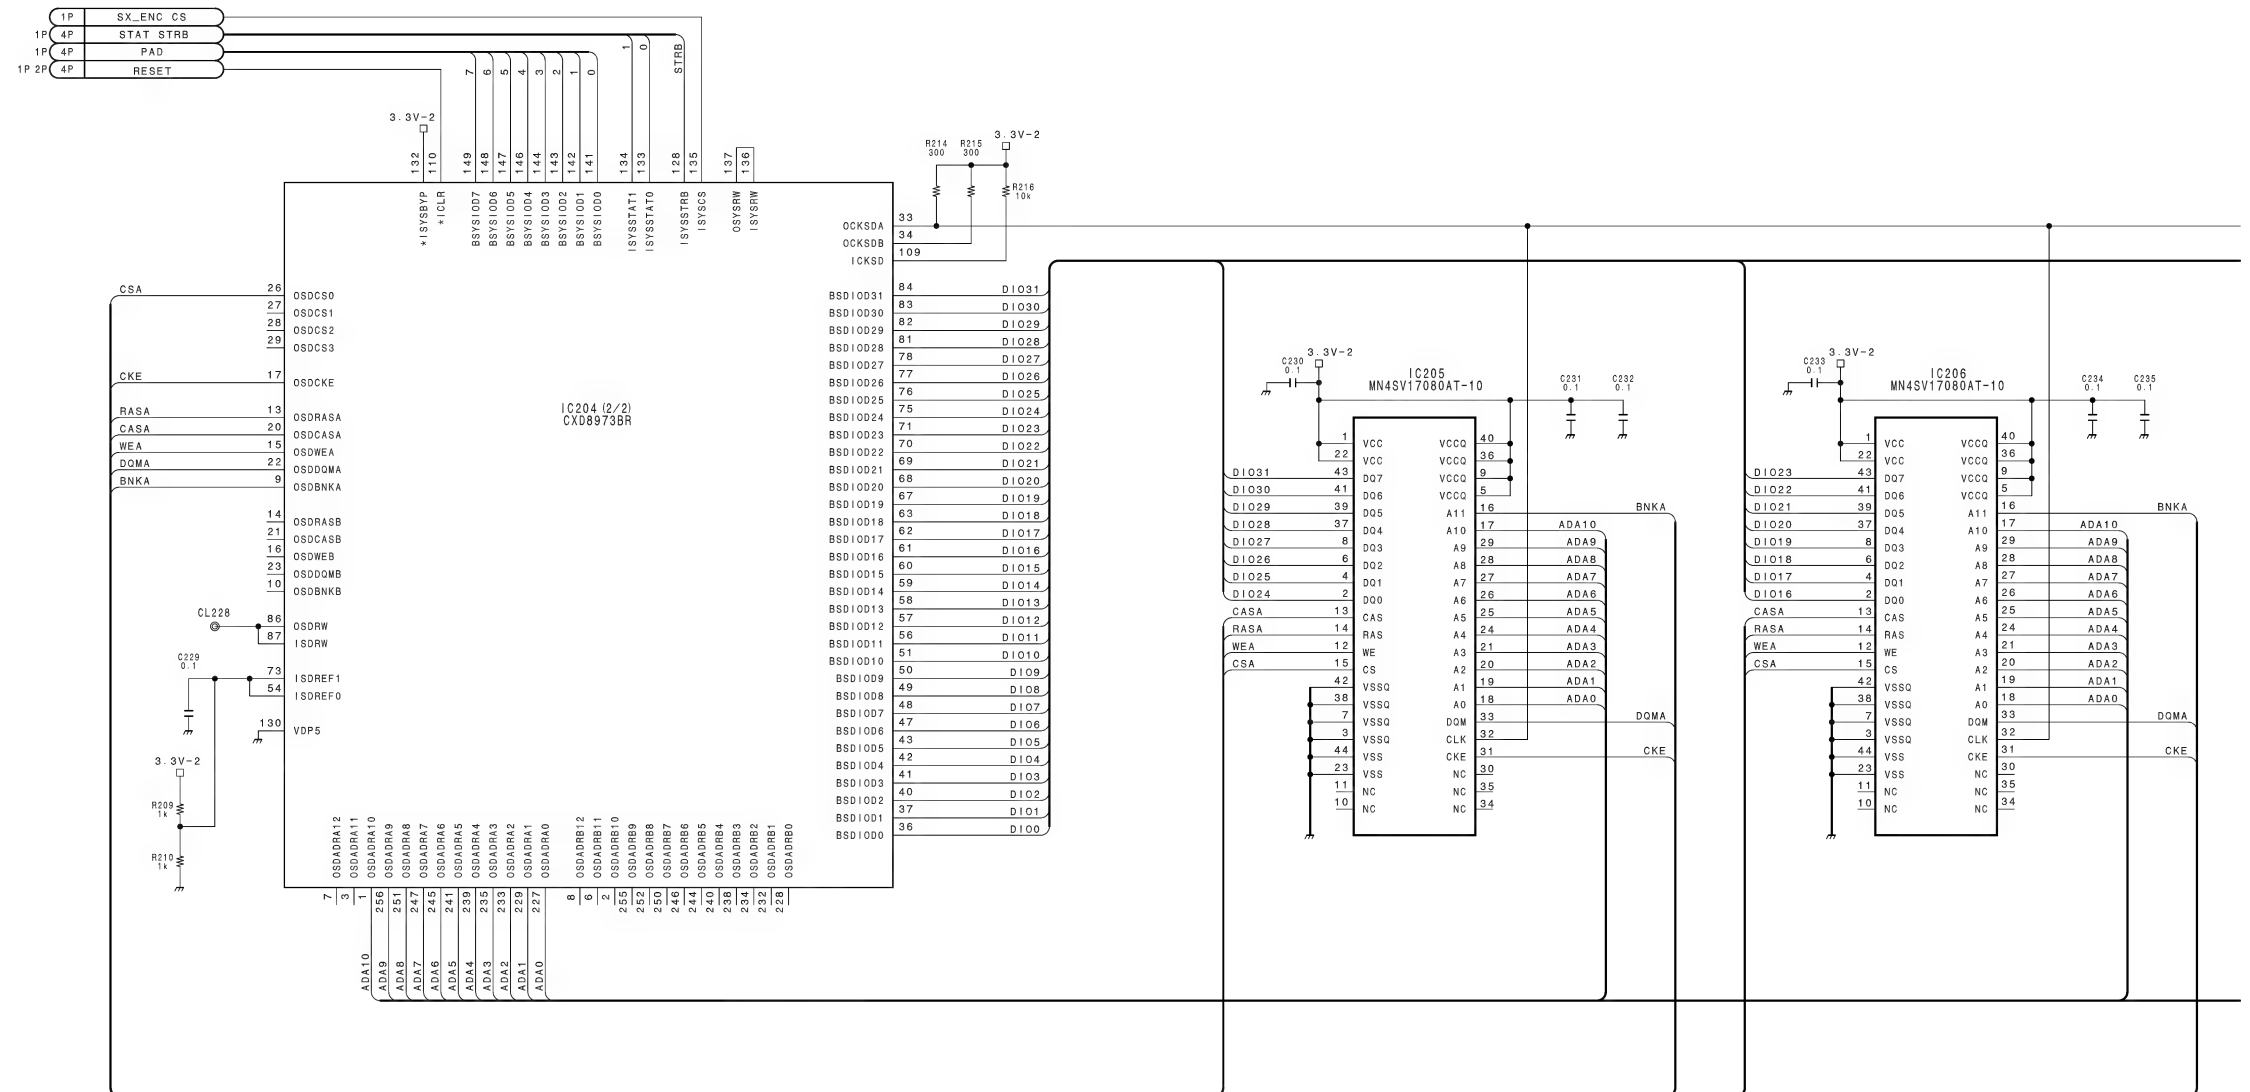 1P SX_ENC CS
1P 4P STAT STRB
1P 4P PAD
1P 2P 4P RESET
7 6 5 4 3 2 1 0 1 0 STRB
3.3V-2
132 110 149 148 147 146 144 143 142 141 134 133 128 135 137 136
*ISYSBYP *ICLR BSYSIOD7 BSYSIOD6 BSYSIOD5 BSYSIOD4 BSYSIOD3 BSYSIOD2 BSYSIOD1 BSYSIOD0 ISYSSTAT1 ISYSSTAT0 ISYSSTRB ISYSCS OSYSRW ISYSRW
R214 300
R215 300
3.3V-2
R216 10k
OCKSDA 33
OCKSDB 34
ICKSD 109
CSA 26 OSDCS0
27 OSDCS1
28 OSDCS2
29 OSDCS3
CKE 17 OSDCKE
RASA 13 OSDRASA
CASA 20 OSDCASA
WEA 15 OSDWEA
DQMA 22 OSDDQMA
BNKA 9 OSDBNKA
14 OSDRASB
21 OSDCASB
16 OSDWEB
23 OSDDQMB
10 OSDBNKB
CL228
86 OSDRW
87 ISDRW
C229 0.1
73 ISDREF1
54 ISDREF0
130 VDP5
3.3V-2
R209 1k
R210 1k
IC204 (2/2)
CXD8973BR
BSDIOD31 84 DIO31
BSDIOD30 83 DIO30
BSDIOD29 82 DIO29
BSDIOD28 81 DIO28
BSDIOD27 78 DIO27
BSDIOD26 77 DIO26
BSDIOD25 76 DIO25
BSDIOD24 75 DIO24
BSDIOD23 71 DIO23
BSDIOD22 70 DIO22
BSDIOD21 69 DIO21
BSDIOD20 68 DIO20
BSDIOD19 67 DIO19
BSDIOD18 63 DIO18
BSDIOD17 62 DIO17
BSDIOD16 61 DIO16
BSDIOD15 60 DIO15
BSDIOD14 59 DIO14
BSDIOD13 58 DIO13
BSDIOD12 57 DIO12
BSDIOD11 56 DIO11
BSDIOD10 51 DIO10
BSDIOD9 50 DIO9
BSDIOD8 49 DIO8
BSDIOD7 48 DIO7
BSDIOD6 47 DIO6
BSDIOD5 43 DIO5
BSDIOD4 42 DIO4
BSDIOD3 41 DIO3
BSDIOD2 40 DIO2
BSDIOD1 37 DIO1
BSDIOD0 36 DIO0
OSDADRA12 OSDADRA11 OSDADRA10 OSDADRA9 OSDADRA8 OSDADRA7 OSDADRA6 OSDADRA5 OSDADRA4 OSDADRA3 OSDADRA2 OSDADRA1 OSDADRA0 OSDADRB12 OSDADRB11 OSDADRB10 OSDADRB9 OSDADRB8 OSDADRB7 OSDADRB6 OSDADRB5 OSDADRB4 OSDADRB3 OSDADRB2 OSDADRB1 OSDADRB0
7 3 1 256 251 247 245 241 239 235 233 229 227 8 6 2 255 252 250 246 244 240 238 234 232 228
ADA10 ADA9 ADA8 ADA7 ADA6 ADA5 ADA4 ADA3 ADA2 ADA1 ADA0
C230 0.1
3.3V-2
IC205
MN4SV17080AT-10
C231 0.1
C232 0.1
1 VCC VCCQ 40
22 VCC VCCQ 36
DIO31 43 DQ7 VCCQ 9
DIO30 41 DQ6 VCCQ 5
DIO29 39 DQ5 A11 16 BNKA
DIO28 37 DQ4 A10 17 ADA10
DIO27 8 DQ3 A9 29 ADA9
DIO26 6 DQ2 A8 28 ADA8
DIO25 4 DQ1 A7 27 ADA7
DIO24 2 DQ0 A6 26 ADA6
CASA 13 CAS A5 25 ADA5
RASA 14 RAS A4 24 ADA4
WEA 12 WE A3 21 ADA3
CSA 15 CS A2 20 ADA2
42 VSSQ A1 19 ADA1
38 VSSQ A0 18 ADA0
7 VSSQ DQM 33 DQMA
3 VSSQ CLK 32
44 VSS CKE 31 CKE
23 VSS NC 30
11 NC NC 35
10 NC NC 34
C233 0.1
3.3V-2
IC206
MN4SV17080AT-10
C234 0.1
C235 0.1
1 VCC VCCQ 40
22 VCC VCCQ 36
DIO23 43 DQ7 VCCQ 9
DIO22 41 DQ6 VCCQ 5
DIO21 39 DQ5 A11 16 BNKA
DIO20 37 DQ4 A10 17 ADA10
DIO19 8 DQ3 A9 29 ADA9
DIO18 6 DQ2 A8 28 ADA8
DIO17 4 DQ1 A7 27 ADA7
DIO16 2 DQ0 A6 26 ADA6
CASA 13 CAS A5 25 ADA5
RASA 14 RAS A4 24 ADA4
WEA 12 WE A3 21 ADA3
CSA 15 CS A2 20 ADA2
42 VSSQ A1 19 ADA1
38 VSSQ A0 18 ADA0
7 VSSQ DQM 33 DQMA
3 VSSQ CLK 32
44 VSS CKE 31 CKE
23 VSS NC 30
11 NC NC 35
10 NC NC 34